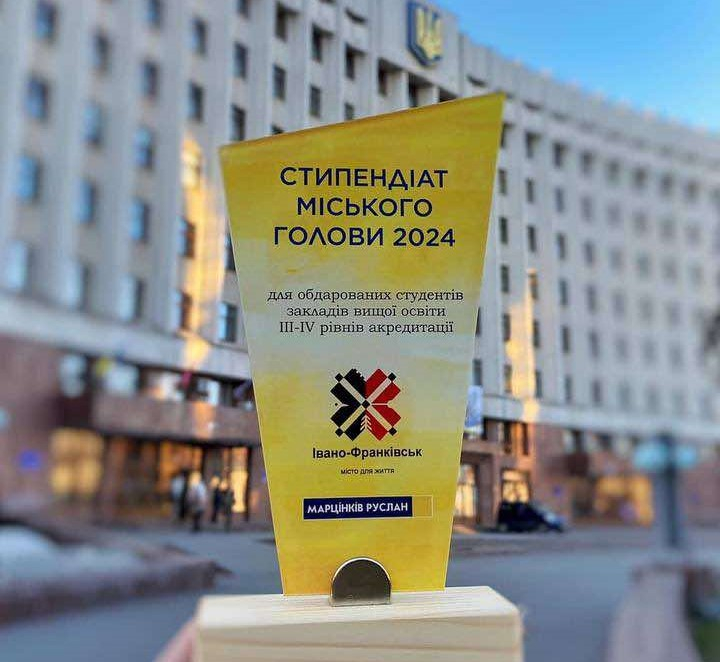 СТИПЕНДІАТ
МІСЬКОГО
ГОЛОВИ 2024
для обдарованих студентів
закладів вищої освіти
III-IV рівнів акредитації
Івано-Франківськ
МІСТО ДЛЯ ЖИТТЯ
МАРЦІНКІВ РУСЛАН